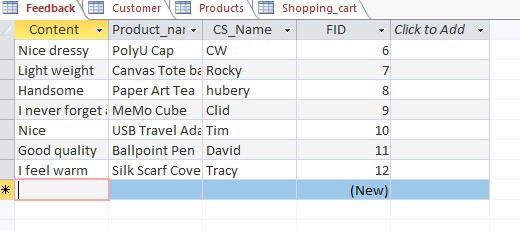 Feedback Customer Products Shopping_cart
Content Product_nar CS_Name FID Click to Add
Nice dressy PolyU Cap CW 6
Light weight Canvas Tote ba Rocky 7
Handsome Paper Art Tea hubery 8
I never forget a MeMo Cube Clid 9
Nice USB Travel Ada Tim 10
Good quality Ballpoint Pen David 11
I feel warm Silk Scarf Cove Tracy 12
(New)